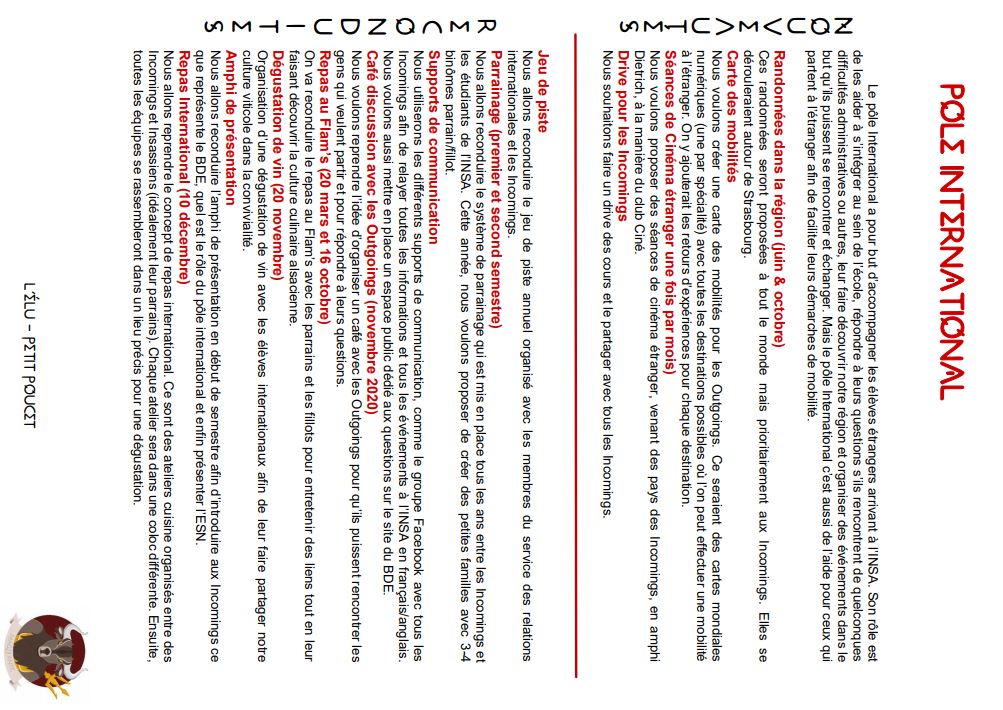 PÔLE INTERNATIONAL
Le pôle International a pour but d'accompagner les élèves étrangers arrivant à l'INSA. Son rôle est
de les aider à s'intégrer au sein de l'école, répondre à leurs questions s'ils rencontrent de quelconques
difficultés administratives ou autres, leur faire découvrir notre région et organiser des événements dans le
but qu'ils puissent se rencontrer et échanger. Mais le pôle International c'est aussi de l'aide pour ceux qui
partent à l'étranger afin de faciliter leurs démarches de mobilité.
NOUVEAUTES
Randonnées dans la région (juin & octobre)
Ces randonnées seront proposées à tout le monde mais prioritairement aux Incomings. Elles se
dérouleraient autour de Strasbourg.
Carte des mobilités
Nous voulons créer une carte des mobilités pour les Outgoings. Ce seraient des cartes mondiales
numériques (une par spécialité) avec toutes les destinations possibles où l'on peut effectuer une mobilité
à l'étranger. On y ajouterait les retours d'expériences pour chaque destination.
Séances de Cinéma étranger une fois par mois)
Nous voulons proposer des séances de cinéma étranger, venant des pays des Incomings, en amphi
Dietrich, à la manière du club Ciné.
Drive pour les Incomings
Nous souhaitons faire un drive des cours et le partager avec tous les Incomings.
RECONDUITES
Jeu de piste
Nous allons reconduire le jeu de piste annuel organisé avec les membres du service des relations
internationales et les Incomings.
Parrainage (premier et second semestre)
Nous allons reconduire le système de parrainage qui est mis en place tous les ans entre les Incomings et
les étudiants de l'INSA. Cette année, nous voulons proposer de créer des petites familles avec 3-4
binômes parrain/fillot.
Supports de communication
Nous utiliserons les différents supports de communication, comme le groupe Facebook avec tous les
Incomings afin de relayer toutes les informations et tous les événements à l'INSA en français/anglais.
Nous voulons aussi mettre en place un espace public dédié aux questions sur le site du BDE.
Café discussion avec les Outgoings (novembre 2020)
Nous voulons reprendre l'idée d'organiser un café avec les Outgoings pour qu'ils puissent rencontrer les
gens qui veulent partir et pour répondre à leurs questions.
Repas au Flam's (20 mars et 16 octobre)
On va reconduire le repas au Flam's avec les parrains et les fillots pour entretenir des liens tout en leur
faisant découvrir la culture culinaire alsacienne.
Dégustation de vin (20 novembre)
Organisation d'une dégustation de vin avec les élèves internationaux afin de leur faire partager notre
culture viticole dans la convivialité.
Amphi de présentation
Nous allons reconduire l'amphi de présentation en début de semestre afin d'introduire aux Incomings ce
que représente le BDE, quel est le rôle du pôle international et enfin présenter l'ESN.
Repas International (10 décembre)
Nous allons reprendre le concept de repas international. Ce sont des ateliers cuisine organisés entre des
Incomings et Insassiens (idéalement leur parrains). Chaque atelier sera dans une coloc différente. Ensuite,
toutes les équipes se rassembleront dans un lieu précis pour une dégustation.
L'ÉLU – PETIT POUCET